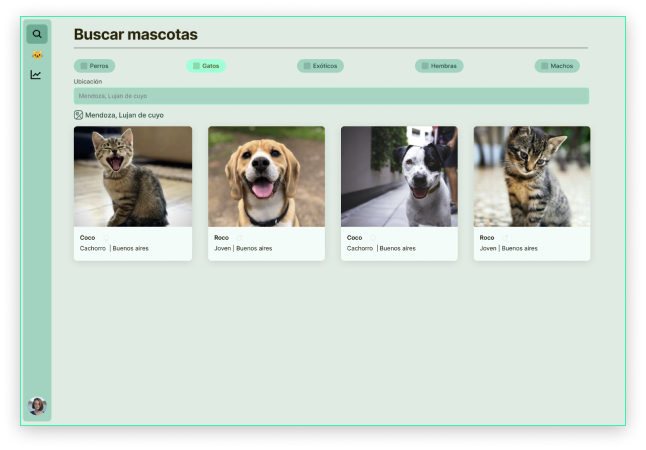 Buscar mascotas
Perros
Gatos
Exóticos
Hembras
Machos
Ubicación
Mendoza, Lujan de cuyo
Mendoza, Lujan de cuyo
Coco
Cachorro | Buenos aires
Roco
Joven | Buenos aires
Coco
Cachorro | Buenos aires
Roco
Joven | Buenos aires